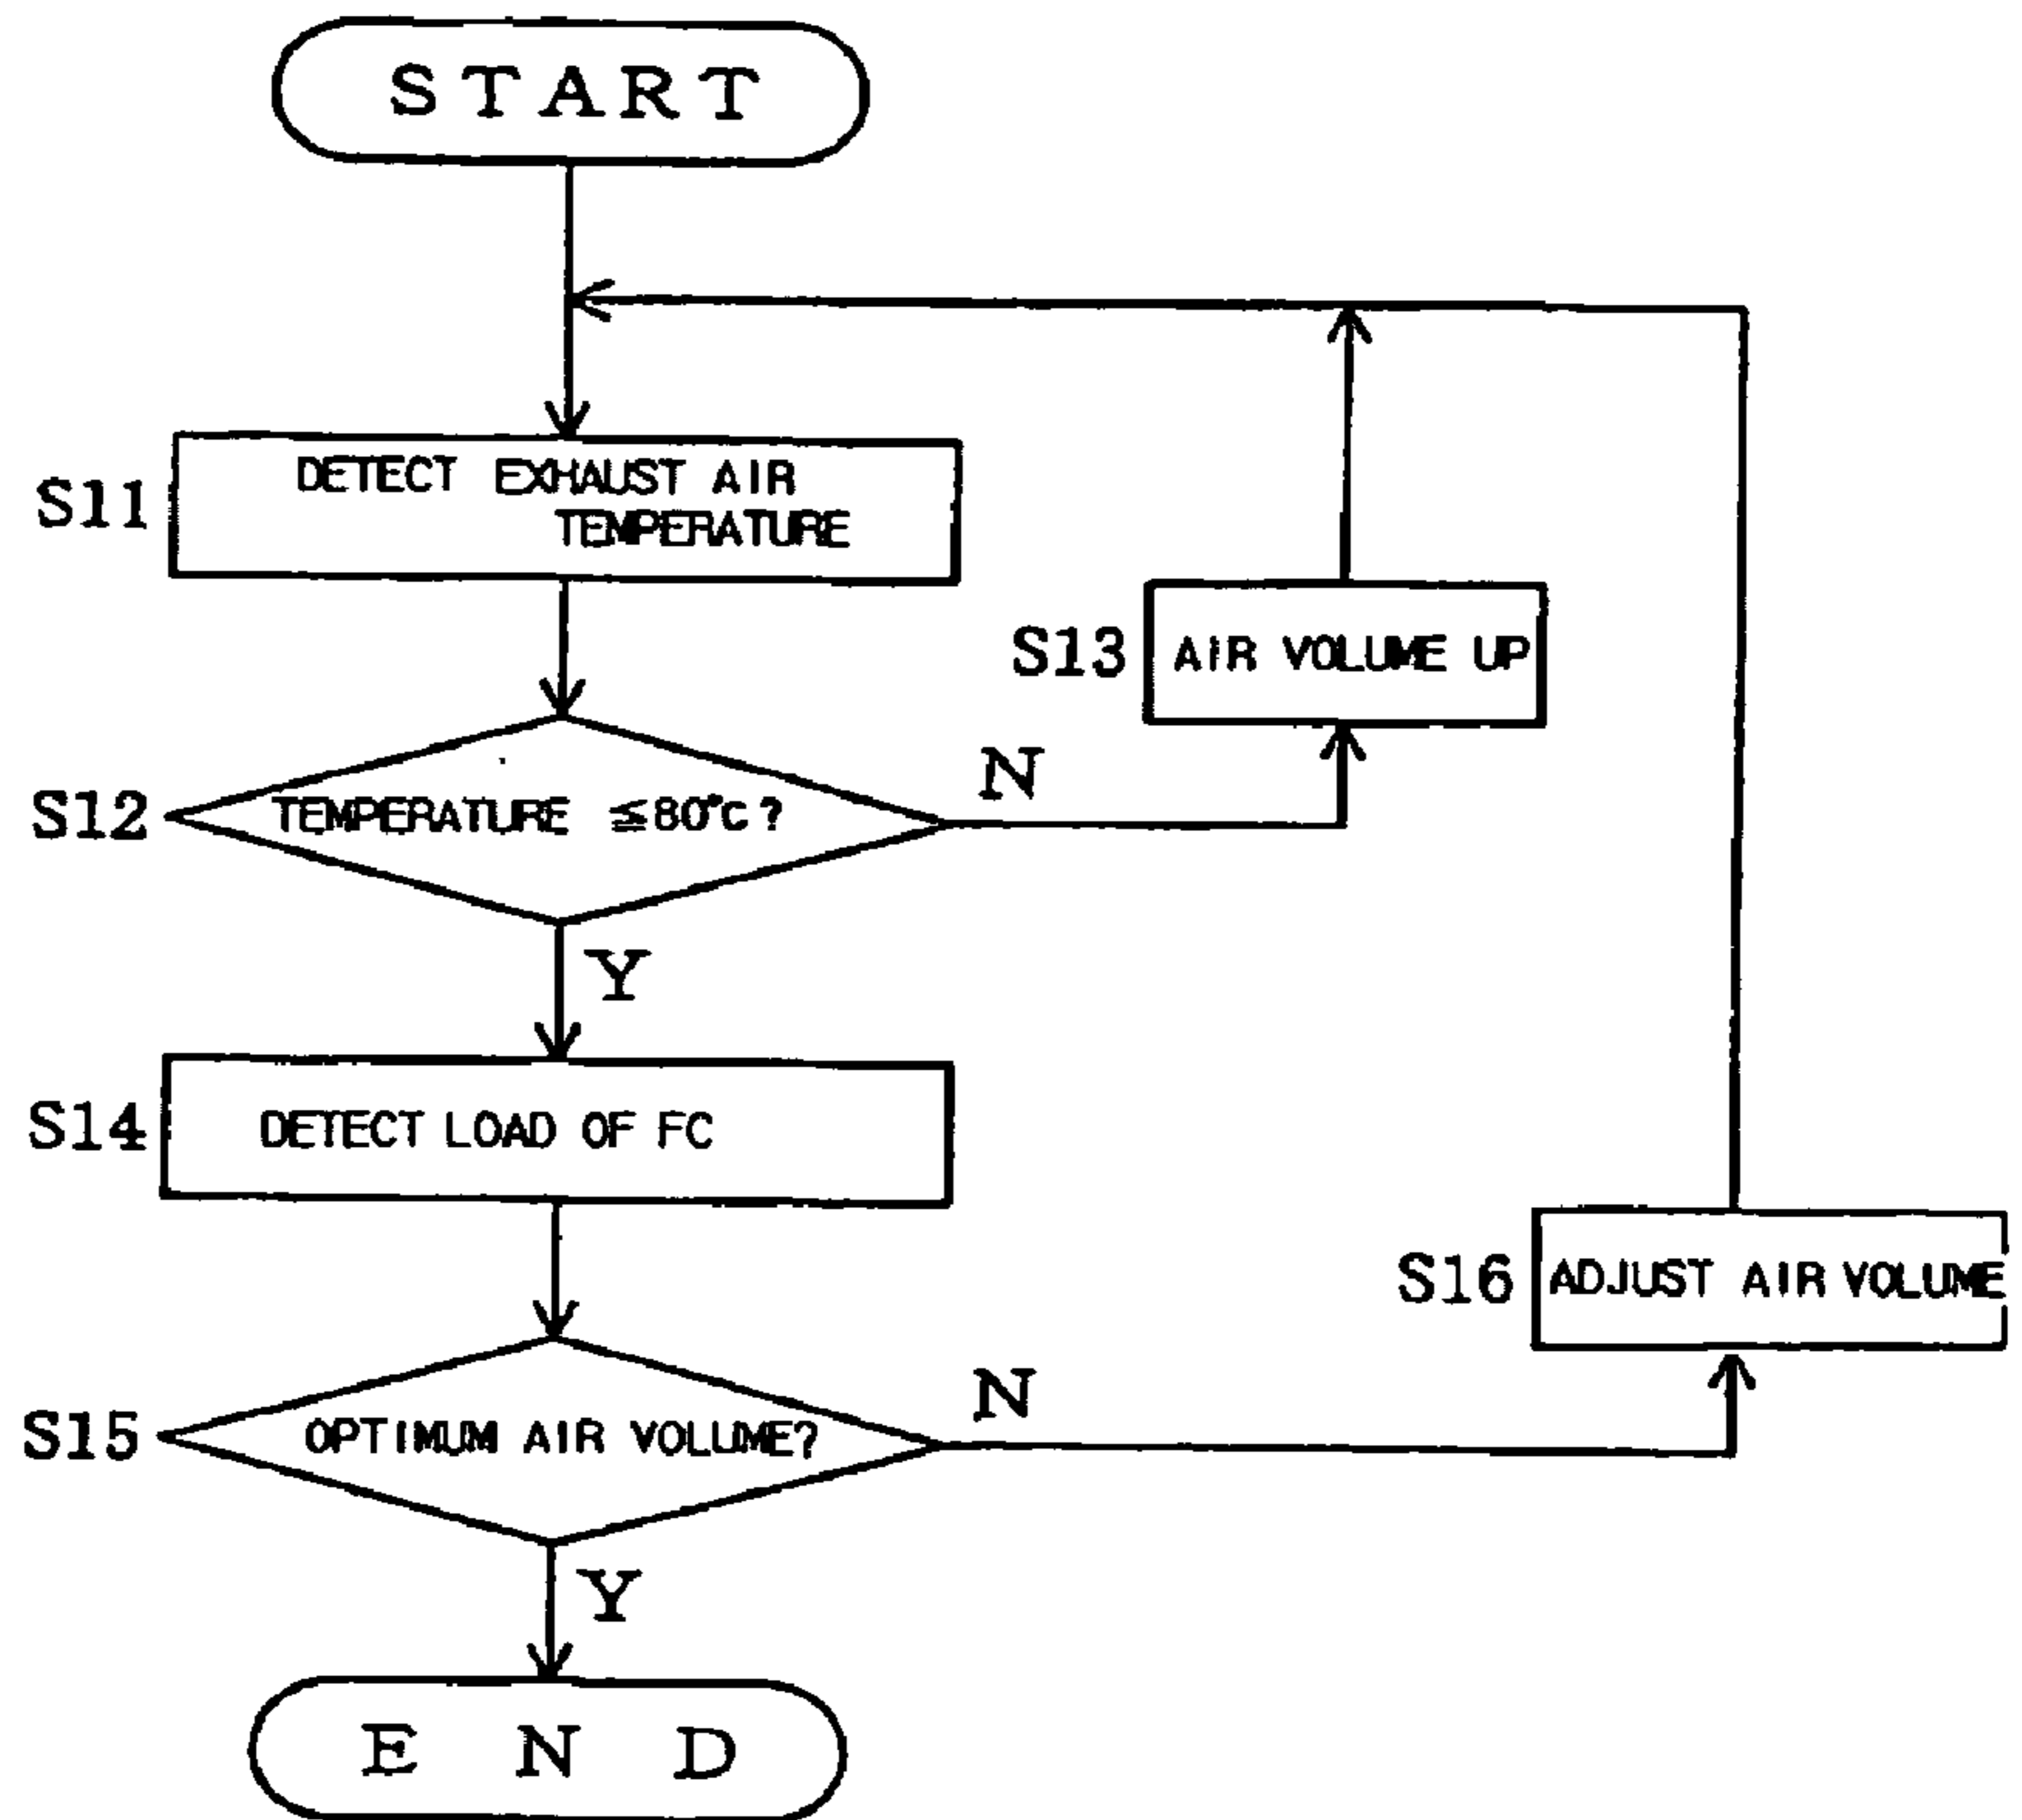 START
S11
DETECT EXHAUST AIR
TEMPERATURE
S13
AIR VOLUME UP
S12
TEMPERATURE ≦80°C?
N
Y
S14
DETECT LOAD OF FC
S16
ADJUST AIR VOLUME
S15
OPTIMUM AIR VOLUME?
N
Y
END